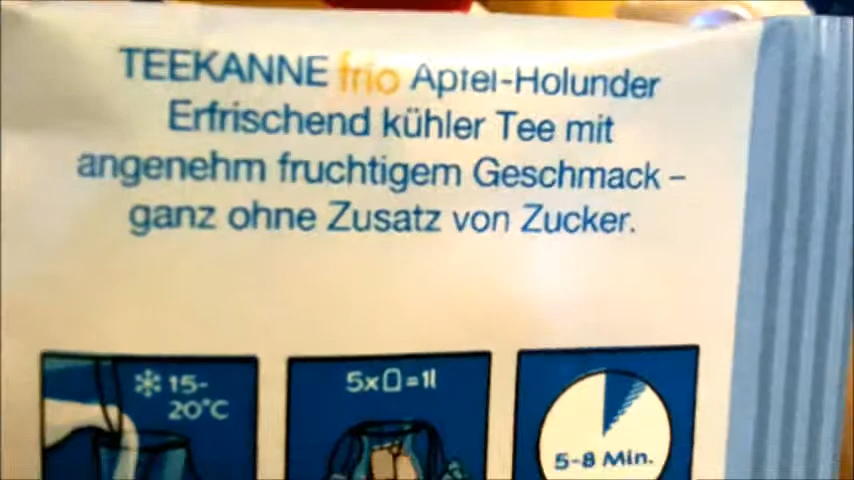 TEEKANNE frio Apfel-Holunder
Erfrischend kühler Tee mit
angenehm fruchtigem Geschmack –
ganz ohne Zusatz von Zucker.
15-
20°C
5x =1l
5-8 Min.